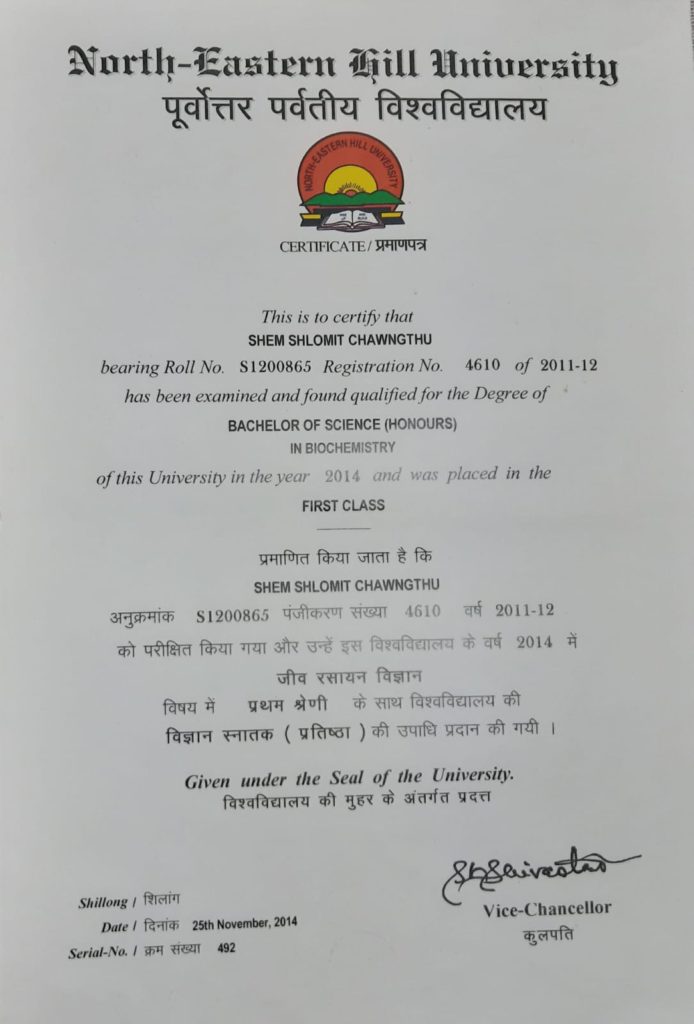 North-Eastern Hill University
पूर्वोत्तर पर्वतीय विश्वविद्यालय
NORTH-EASTERN HILL UNIVERSITY
CERTIFICATE / प्रमाणपत्र
This is to certify that
SHEM SHLOMIT CHAWNGTHU
bearing Roll No. S1200865 Registration No. 4610 of 2011-12
has been examined and found qualified for the Degree of
BACHELOR OF SCIENCE (HONOURS)
IN BIOCHEMISTRY
of this University in the year 2014 and was placed in the
FIRST CLASS
प्रमाणित किया जाता है कि
SHEM SHLOMIT CHAWNGTHU
अनुक्रमांक S1200865 पंजीकरण संख्या 4610 वर्ष 2011-12
को परीक्षित किया गया और उन्हें इस विश्वविद्यालय के वर्ष 2014 में
जीव रसायन विज्ञान
विषय में प्रथम श्रेणी के साथ विश्वविद्यालय की
विज्ञान स्नातक ( प्रतिष्ठा ) की उपाधि प्रदान की गयी ।
Given under the Seal of the University.
विश्वविद्यालय की मुहर के अंतर्गत प्रदत्त
Shillong / शिलांग
Date / दिनांक 25th November, 2014
Serial-No. / क्रम संख्या 492
Vice-Chancellor
कुलपति